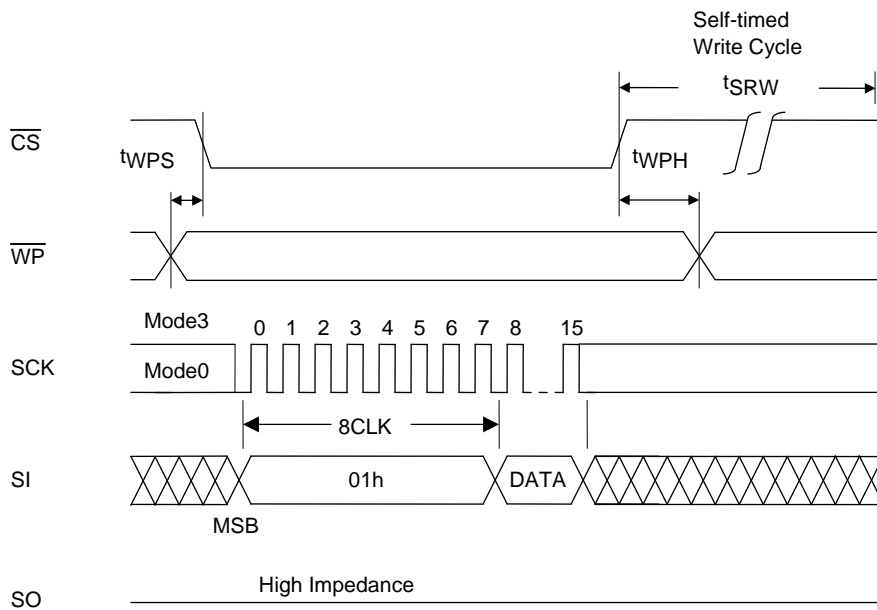 Self-timed
Write Cycle
tSRW
CS
tWPS
tWPH
WP
Mode3
0 1 2 3 4 5 6 7 8 15
SCK
Mode0
8CLK
SI
01h
DATA
MSB
High Impedance
SO